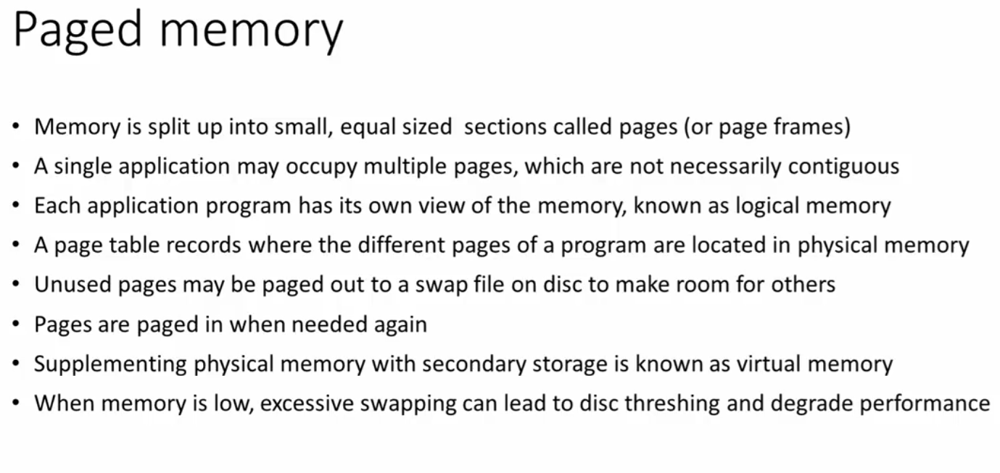 Paged memory
• Memory is split up into small, equal sized  sections called pages (or page frames)
• A single application may occupy multiple pages, which are not necessarily contiguous
• Each application program has its own view of the memory, known as logical memory
• A page table records where the different pages of a program are located in physical memory
• Unused pages may be paged out to a swap file on disc to make room for others
• Pages are paged in when needed again
• Supplementing physical memory with secondary storage is known as virtual memory
• When memory is low, excessive swapping can lead to disc threshing and degrade performance